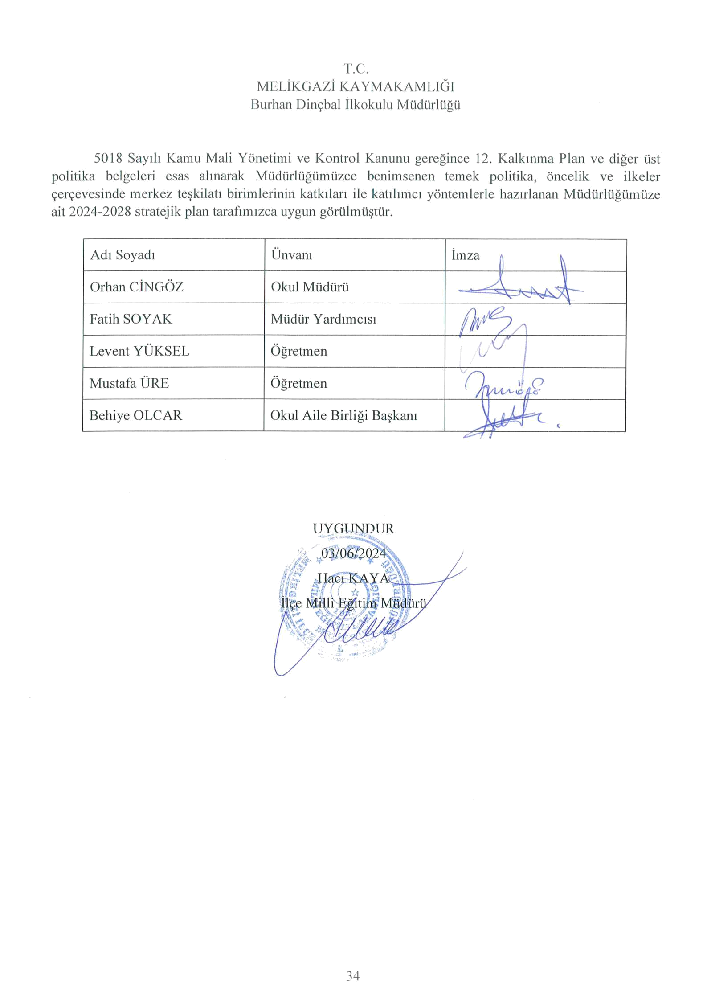 T.C.
MELİKGAZİ KAYMAKAMLIĞI
Burhan Dinçbal İlkokulu Müdürlüğü
5018 Sayılı Kamu Mali Yönetimi ve Kontrol Kanunu gereğince 12. Kalkınma Plan ve diğer üst
politika belgeleri esas alınarak Müdürlüğümüzce benimsenen temek politika, öncelik ve ilkeler
çerçevesinde merkez teşkilatı birimlerinin katkıları ile katılımcı yöntemlerle hazırlanan Müdürlüğümüze
ait 2024-2028 stratejik plan tarafımızca uygun görülmüştür.
Adı Soyadı Ünvanı İmza
Orhan CİNGÖZ Okul Müdürü
Fatih SOYAK Müdür Yardımcısı
Levent YÜKSEL Öğretmen
Mustafa ÜRE Öğretmen
Behiye OLCAR Okul Aile Birliği Başkanı
UYGUNDUR
03/06/2024
Hacı KAYA
İlçe Milli Eğitim Müdürü
T.C.
MELİKGAZİ İLÇE
34